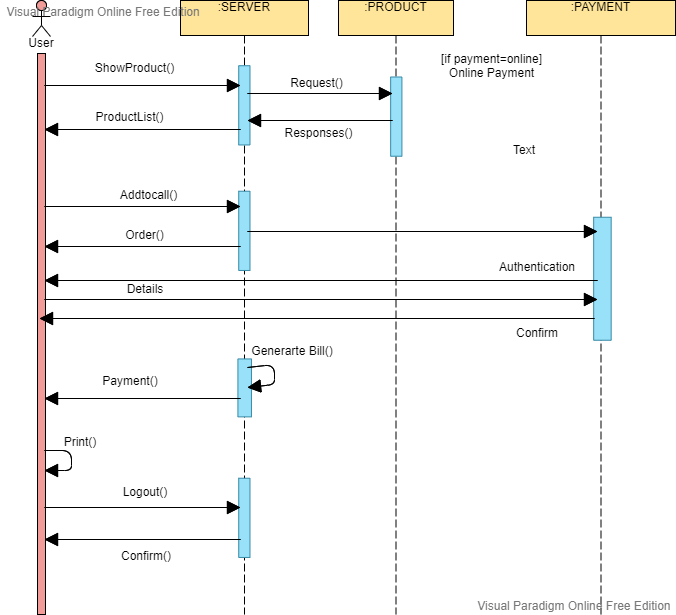 Visual Paradigm Online Free Edition
:SERVER
:PRODUCT
:PAYMENT
User
[if payment=online]
Online Payment
ShowProduct()
Request()
ProductList()
Responses()
Text
Addtocall()
Order()
Authentication
Details
Confirm
Generarte Bill()
Payment()
Print()
Logout()
Confirm()
Visual Paradigm Online Free Edition